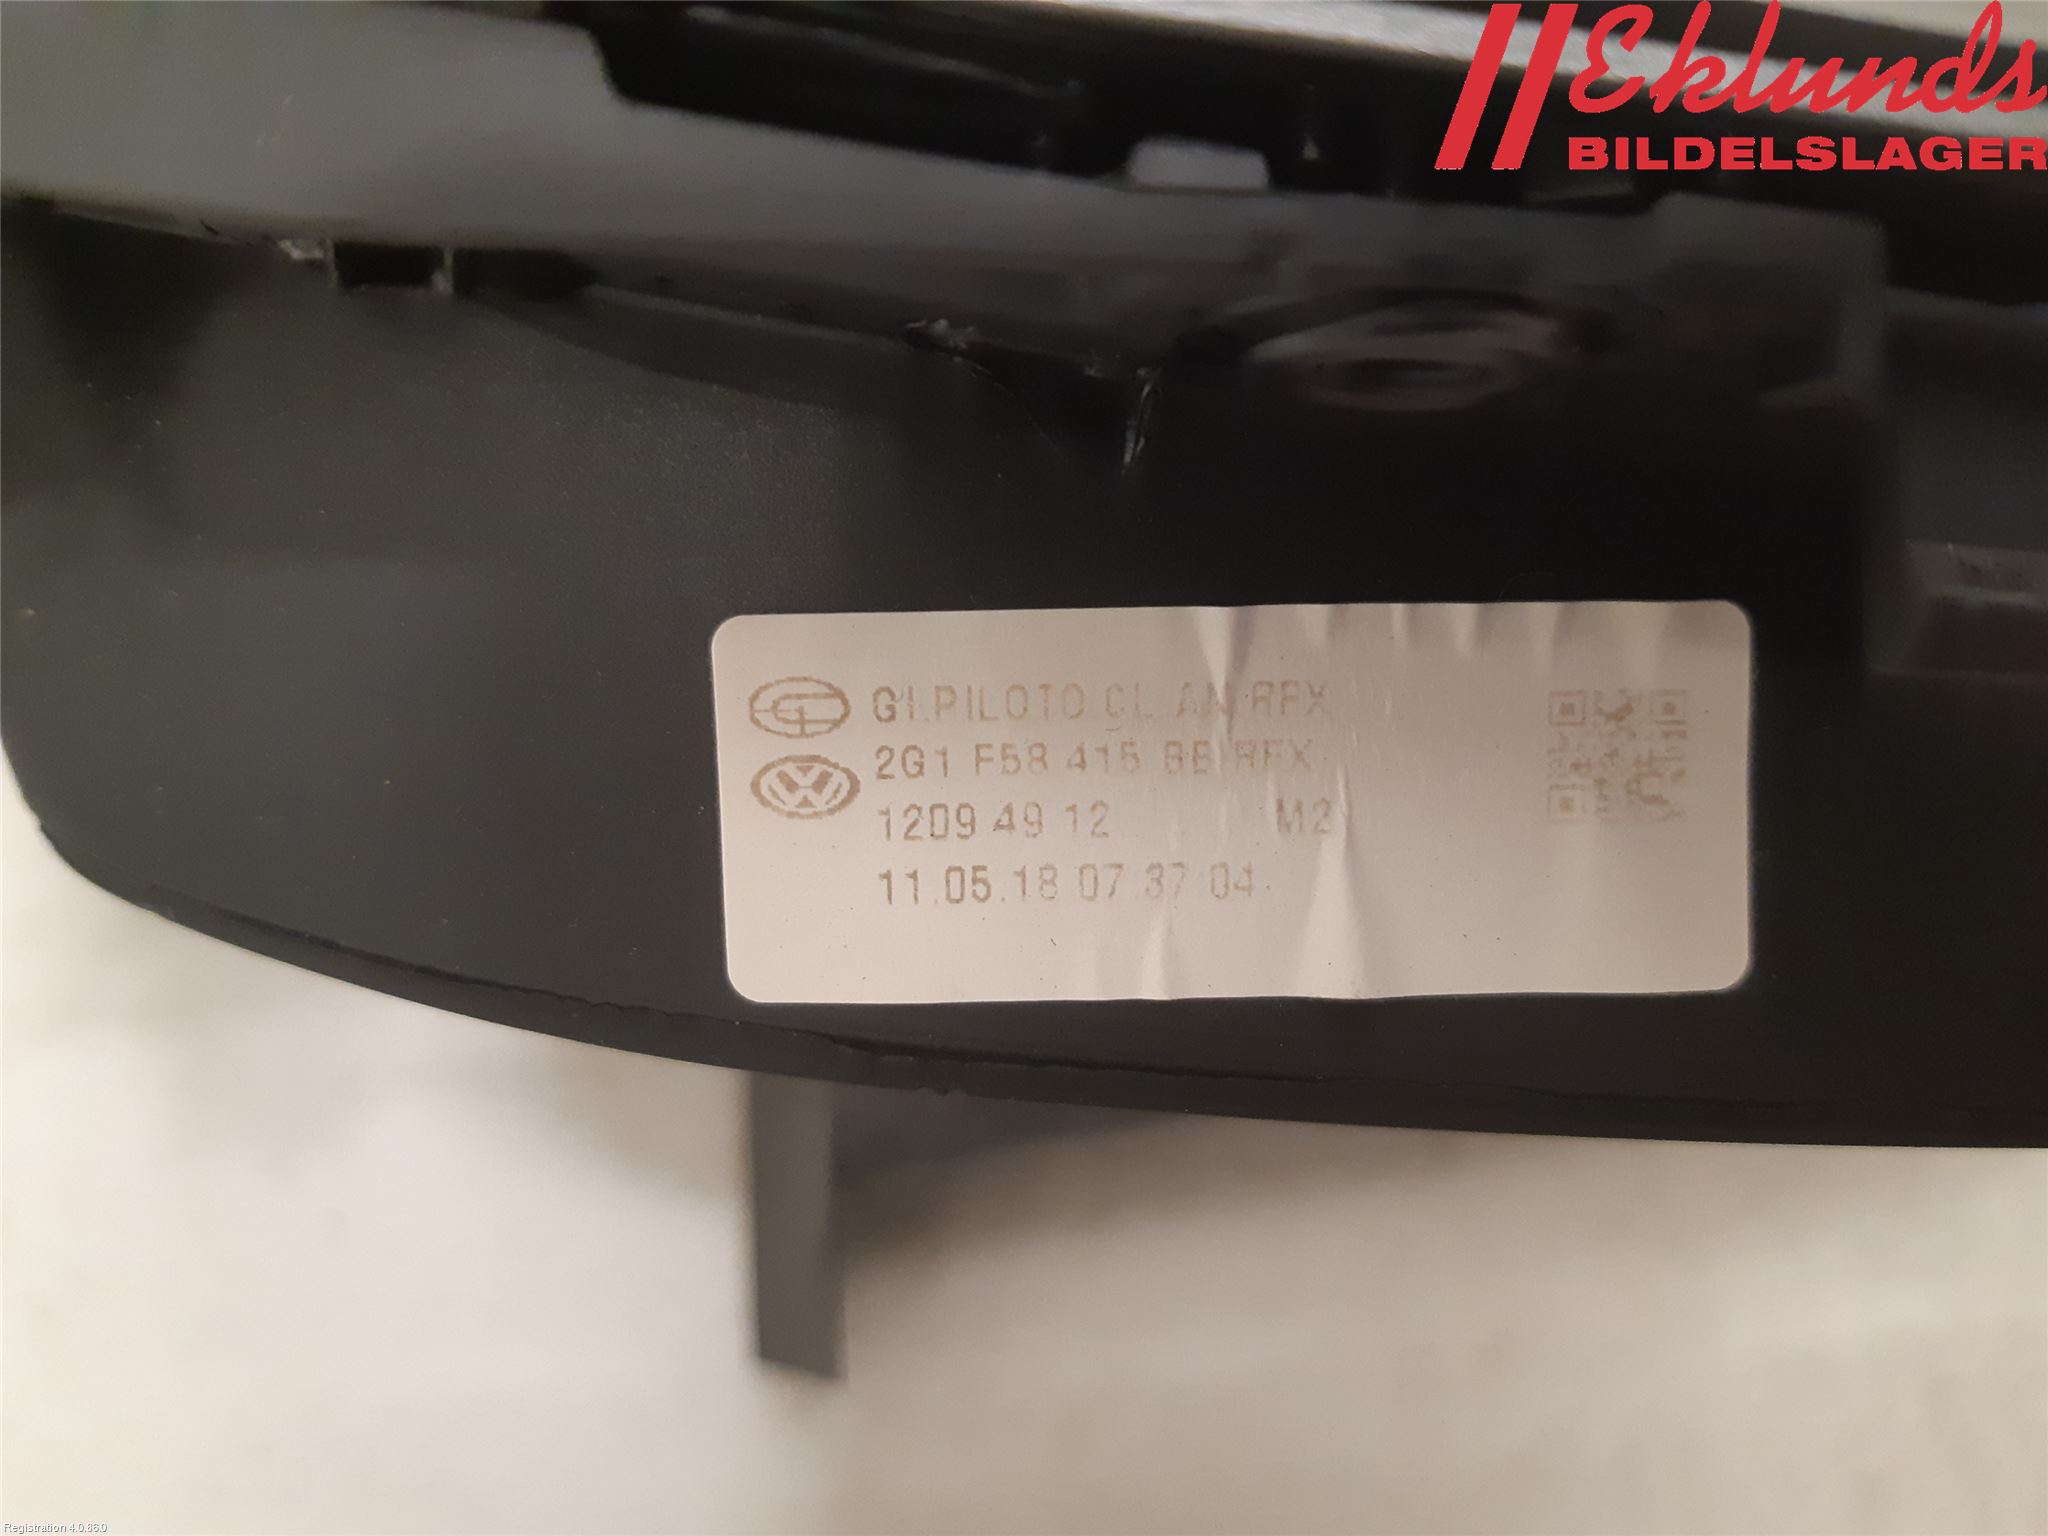 Eklunds
BILDELSLAGER
G1.PILOTO CL AN RFX
2G1 F58 415 BB RFX
1209 49 12 M2
11.05.18 07 37 04
Registration 4.0.86.0